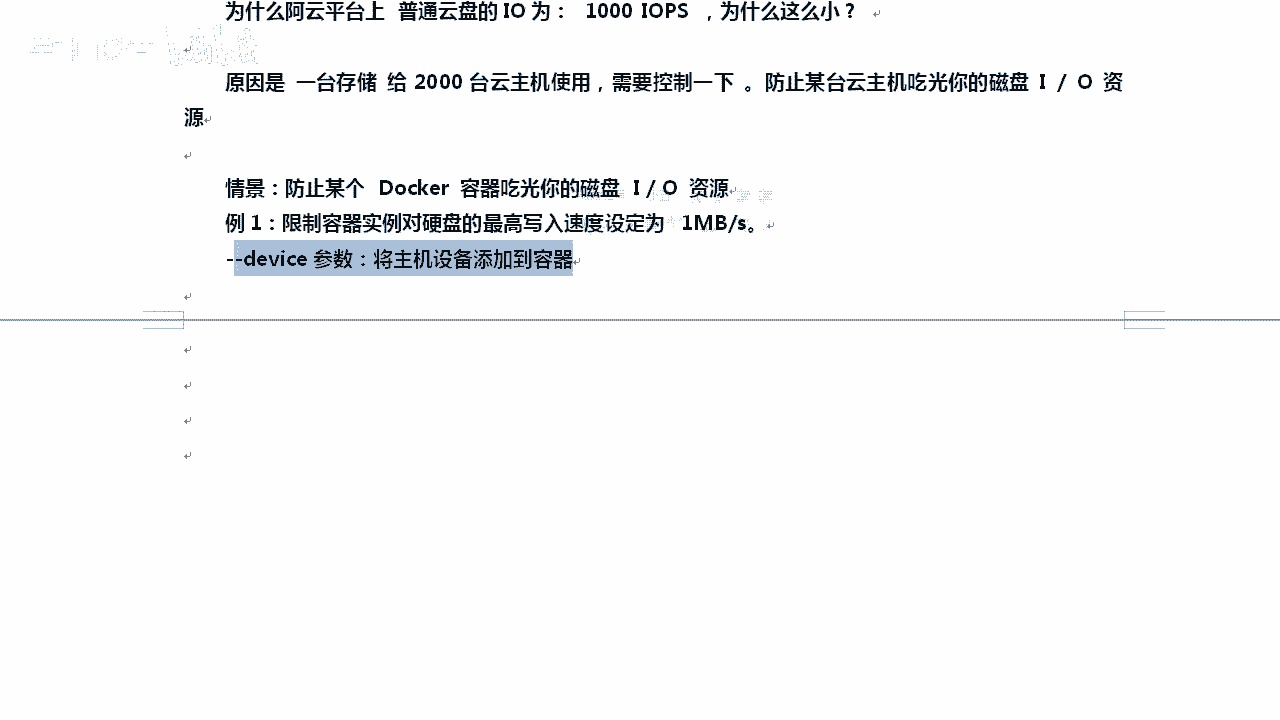 为什么阿云平台上 普通云盘的 IO 为： 1000 IOPS ，为什么这么小？
原因是 一台存储 给 2000 台云主机使用，需要控制一下 。防止某台云主机吃光你的磁盘 I / O 资
源
情景：防止某个 Docker 容器吃光你的磁盘 I / O 资源
例 1：限制容器实例对硬盘的最高写入速度设定为 1MB/s。
--device 参数：将主机设备添加到容器